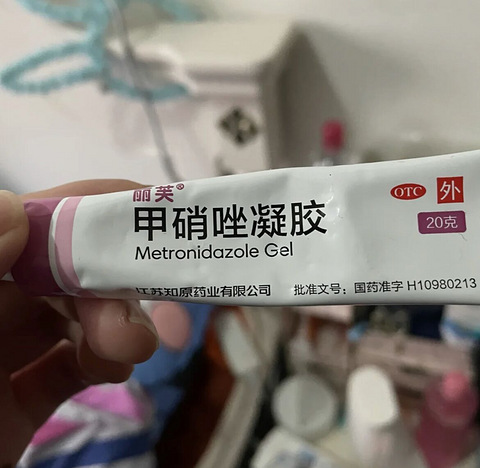 丽芙®
OTC 外
甲硝唑凝胶
20克
Metronidazole Gel
江苏知原药业有限公司 批准文号：国药准字 H10980213